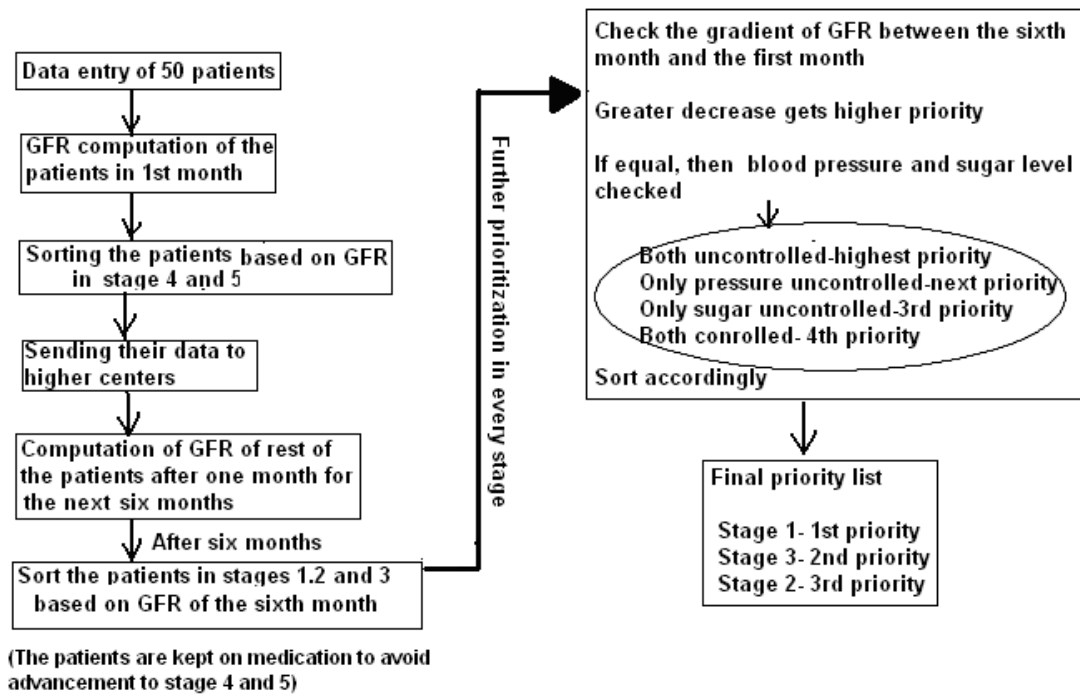 Data entry of 50 patients
GFR computation of the
patients in 1st month
Sorting the patients based on GFR
in stage 4 and 5
Sending their data to
higher centers
Computation of GFR of rest of
the patients after one month for
the next six months
After six months
Sort the patients in stages 1.2 and 3
based on GFR of the sixth month
(The patients are kept on medication to avoid
advancement to stage 4 and 5)
Further prioritization in every stage
Check the gradient of GFR between the sixth
month and the first month
Greater decrease gets higher priority
If equal, then blood pressure and sugar level
checked
Both uncontrolled-highest priority
Only pressure uncontrolled-next priority
Only sugar uncontrolled-3rd priority
Both conrolled- 4th priority
Sort accordingly
Final priority list
Stage 1- 1st priority
Stage 3- 2nd priority
Stage 2- 3rd priority